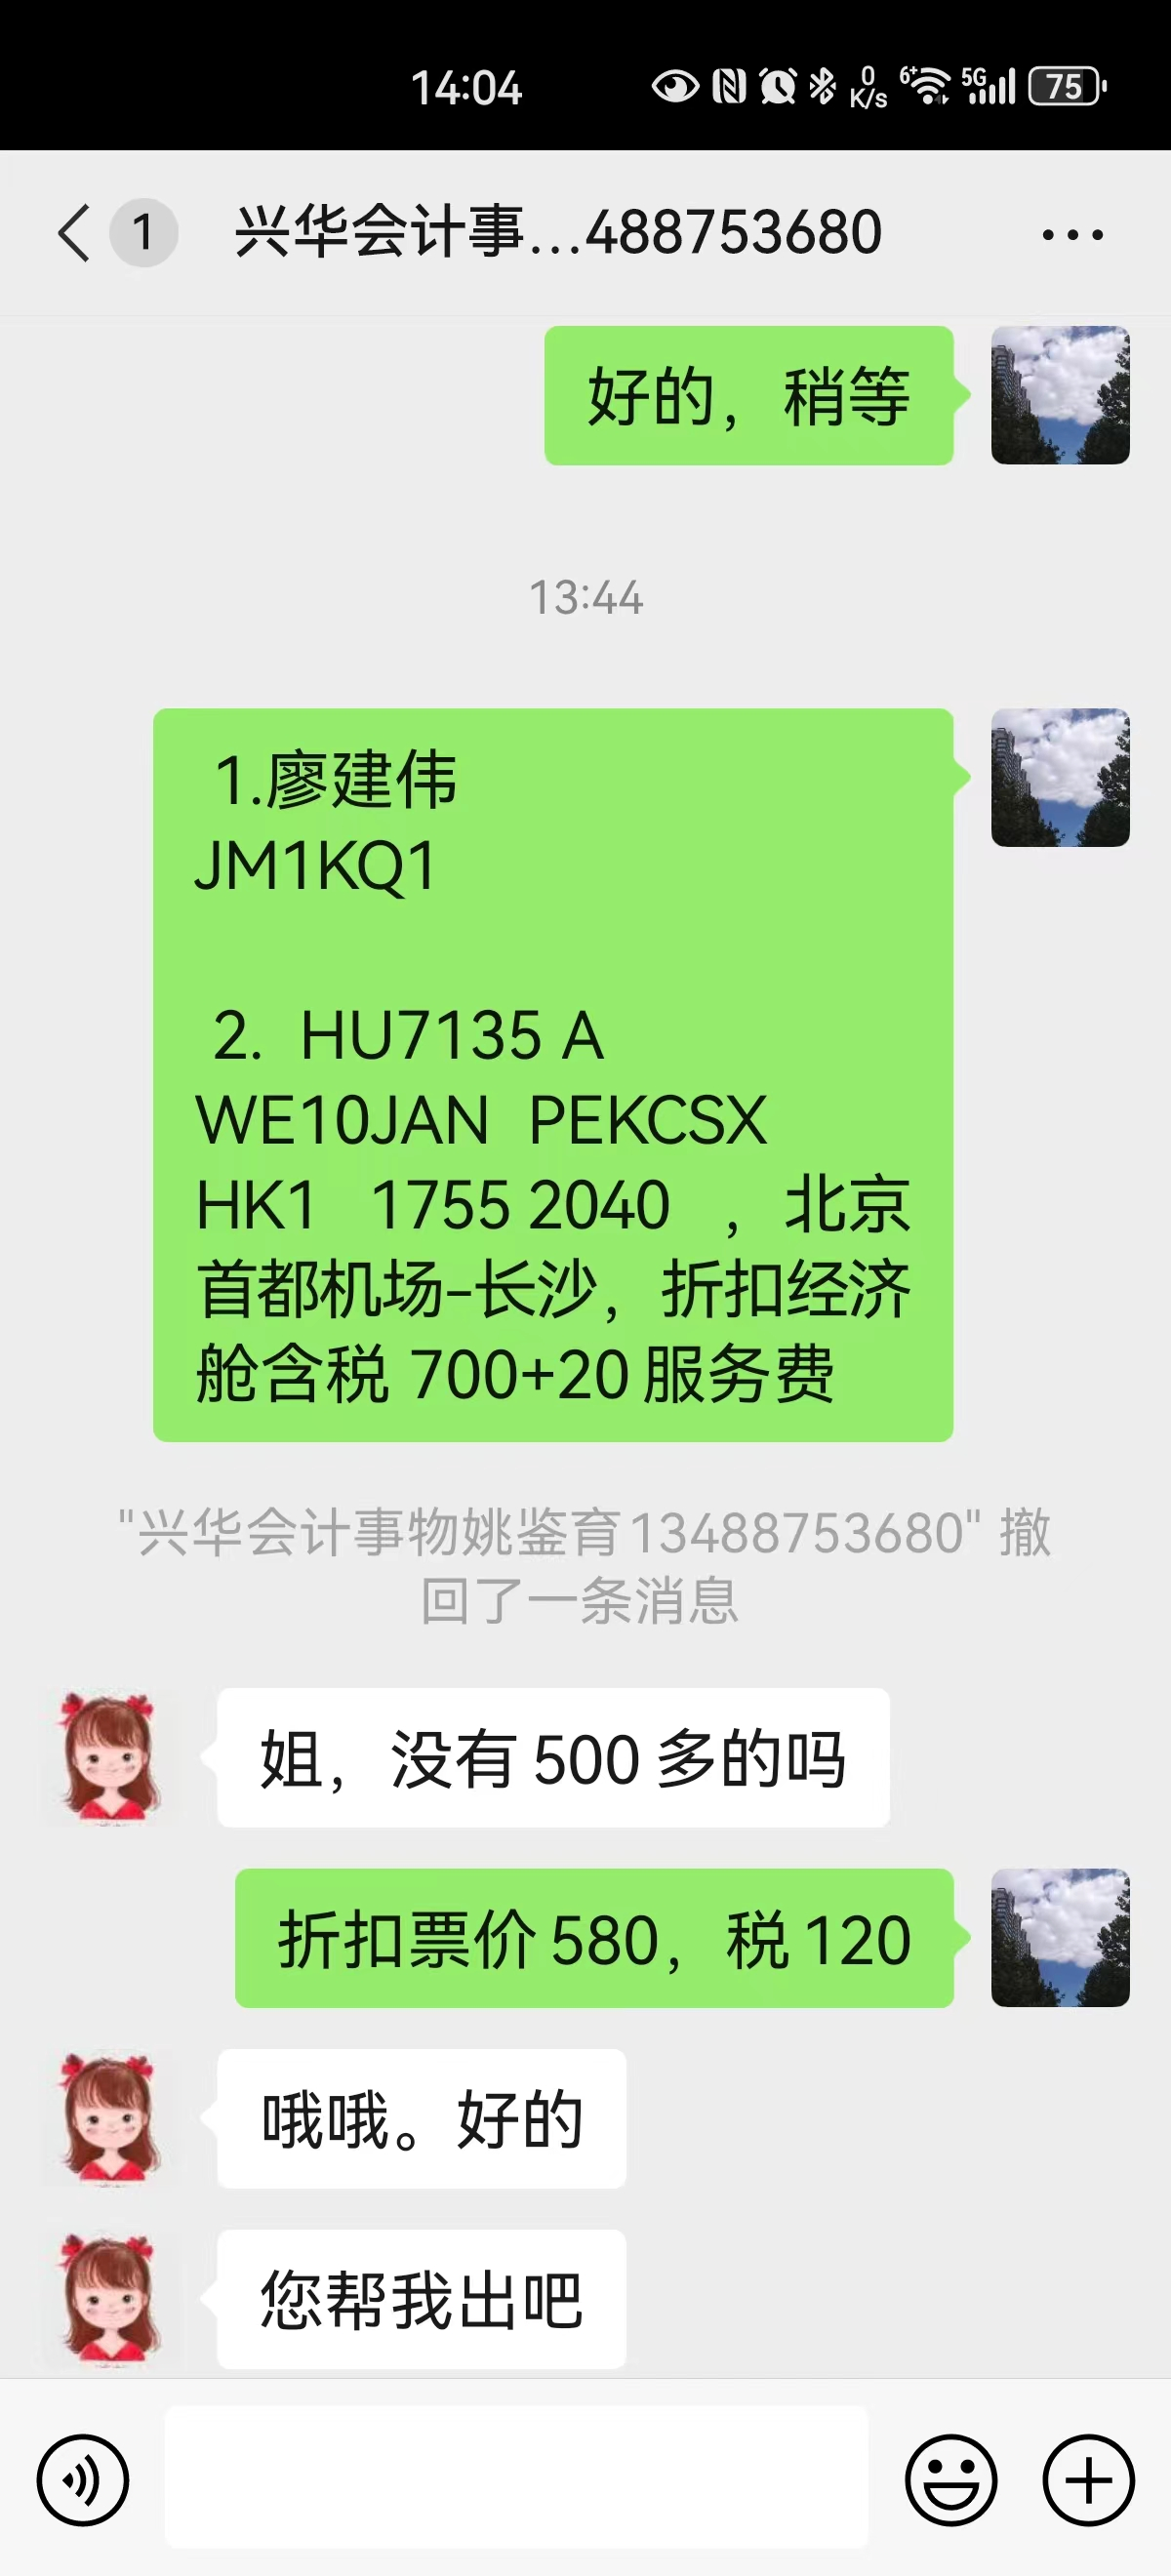 14:04
0
K/s
6+
5G
75
1
兴华会计事...488753680
好的，稍等
13:44
1.廖建伟
JM1KQ1
2. HU7135 A
WE10JAN PEKCSX
HK1 1755 2040 ，北京
首都机场-长沙，折扣经济
舱含税 700+20 服务费
"兴华会计事物姚鉴育13488753680" 撤
回了一条消息
姐，没有 500 多的吗
折扣票价 580，税 120
哦哦。好的
您帮我出吧